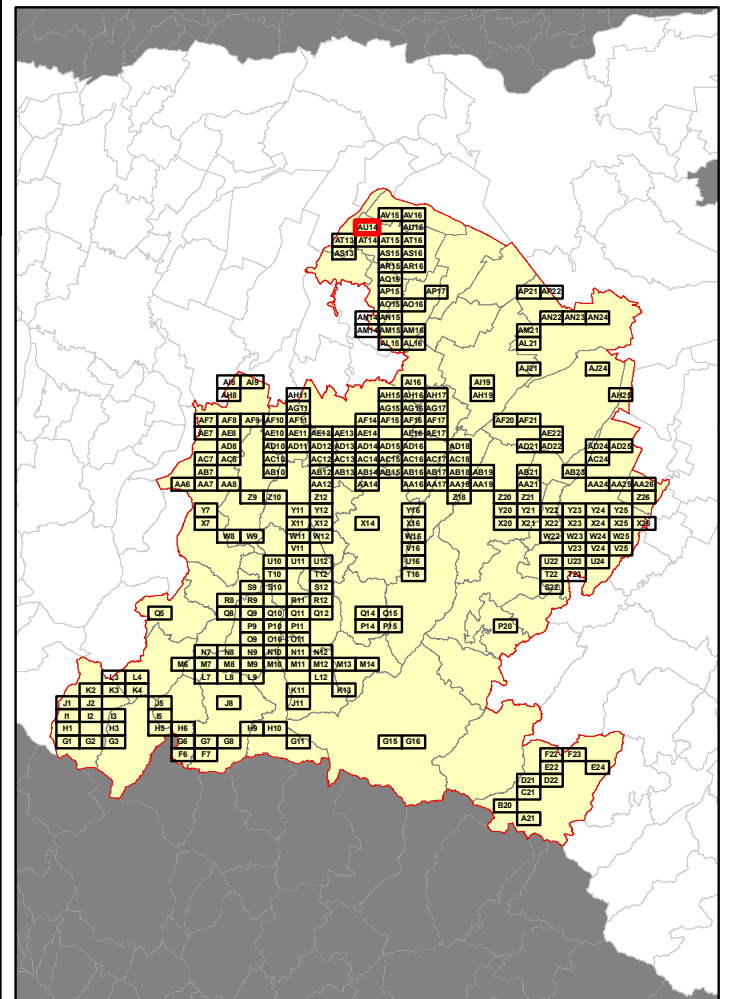 AV15 AV16
AU14 AU16
AT13 AT14 AT15 AT16
AS13 AS15 AS16
AR15 AR16
AQ15
AP15 AP17 AP21 AP22
AO15 AO16
AN14 AN15 AN22 AN23 AN24
AM14 AM15 AM16 AM21
AL15 AL16 AL21
AJ21 AJ24
AI8 AI9 AI16 AI19
AH8 AH11 AH15 AH16 AH17 AH19 AH25
AG11 AG15 AG16 AG17
AF7 AF8 AF9 AF10 AF11 AF14 AF15 AF16 AF17 AF20 AF21
AE7 AE8 AE10 AE11 AE12 AE13 AE14 AE16 AE17 AE22
AD8 AD10 AD11 AD12 AD13 AD14 AD15 AD16 AD18 AD21 AD22 AD24 AD25
AC7 AC8 AC10 AC12 AC13 AC14 AC15 AC16 AC17 AC18 AC24
AB7 AB10 AB12 AB13 AB14 AB15 AB16 AB17 AB18 AB19 AB21 AB23
AA6 AA7 AA8 AA12 AA14 AA16 AA17 AA18 AA19 AA21 AA24 AA25 AA26
Z9 Z10 Z12 Z18 Z20 Z21 Z26
Y7 Y11 Y12 Y16 Y20 Y21 Y22 Y23 Y24 Y25
X7 X11 X12 X14 X16 X20 X21 X22 X23 X24 X25 X26
W8 W9 W11 W12 W16 W22 W23 W24 W25
V11 V16 V23 V24 V25
U10 U11 U12 U16 U22 U23 U24
T10 T12 T16 T22 T23
S9 S10 S12 S22
R8 R9 R11 R12
Q5 Q8 Q9 Q10 Q11 Q12 Q14 Q15
P9 P10 P11 P14 P15 P20
O9 O10 O11
N7 N8 N9 N10 N11 N12
M6 M7 M8 M9 M10 M11 M12 M13 M14
L3 L4 L7 L8 L9 L12
K2 K3 K4 K11 K13
J1 J2 J5 J8 J11
I1 I2 I3 I5
H1 H3 H5 H6 H9 H10
G1 G2 G3 G6 G7 G8 G11 G15 G16
F6 F7 F22 F23
E22 E24
D21 D22
C21
B20
A21